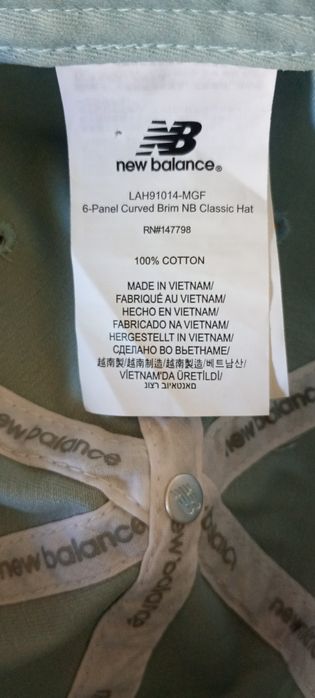 new balance®
LAH91014-MGF
6-Panel Curved Brim NB Classic Hat
RN#147798
100% COTTON
MADE IN VIETNAM/
FABRIQUÉ AU VIETNAM/
HECHO EN VIETNAM/
FABRICADO NA VIETNAM/
HERGESTELLT IN VIETNAM/
СДЕЛАНО ВО ВЬЕТНАМЕ/
越南製/越南制造/越南製造/베트남산/
VİETNAM'DA ÜRETİLDİ/
new balance
new balance
new balance
new balance